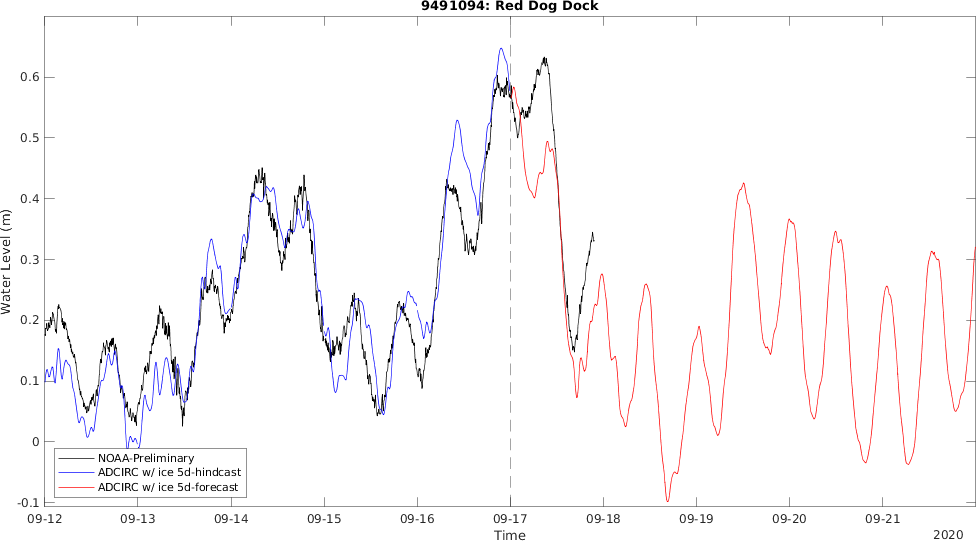 9491094: Red Dog Dock
Water Level (m)
0.6
0.5
0.4
0.3
0.2
0.1
0
-0.1
NOAA-Preliminary
ADCIRC w/ ice 5d-hindcast
ADCIRC w/ ice 5d-forecast
09-12 09-13 09-14 09-15 09-16 09-17 09-18 09-19 09-20 09-21
Time
2020